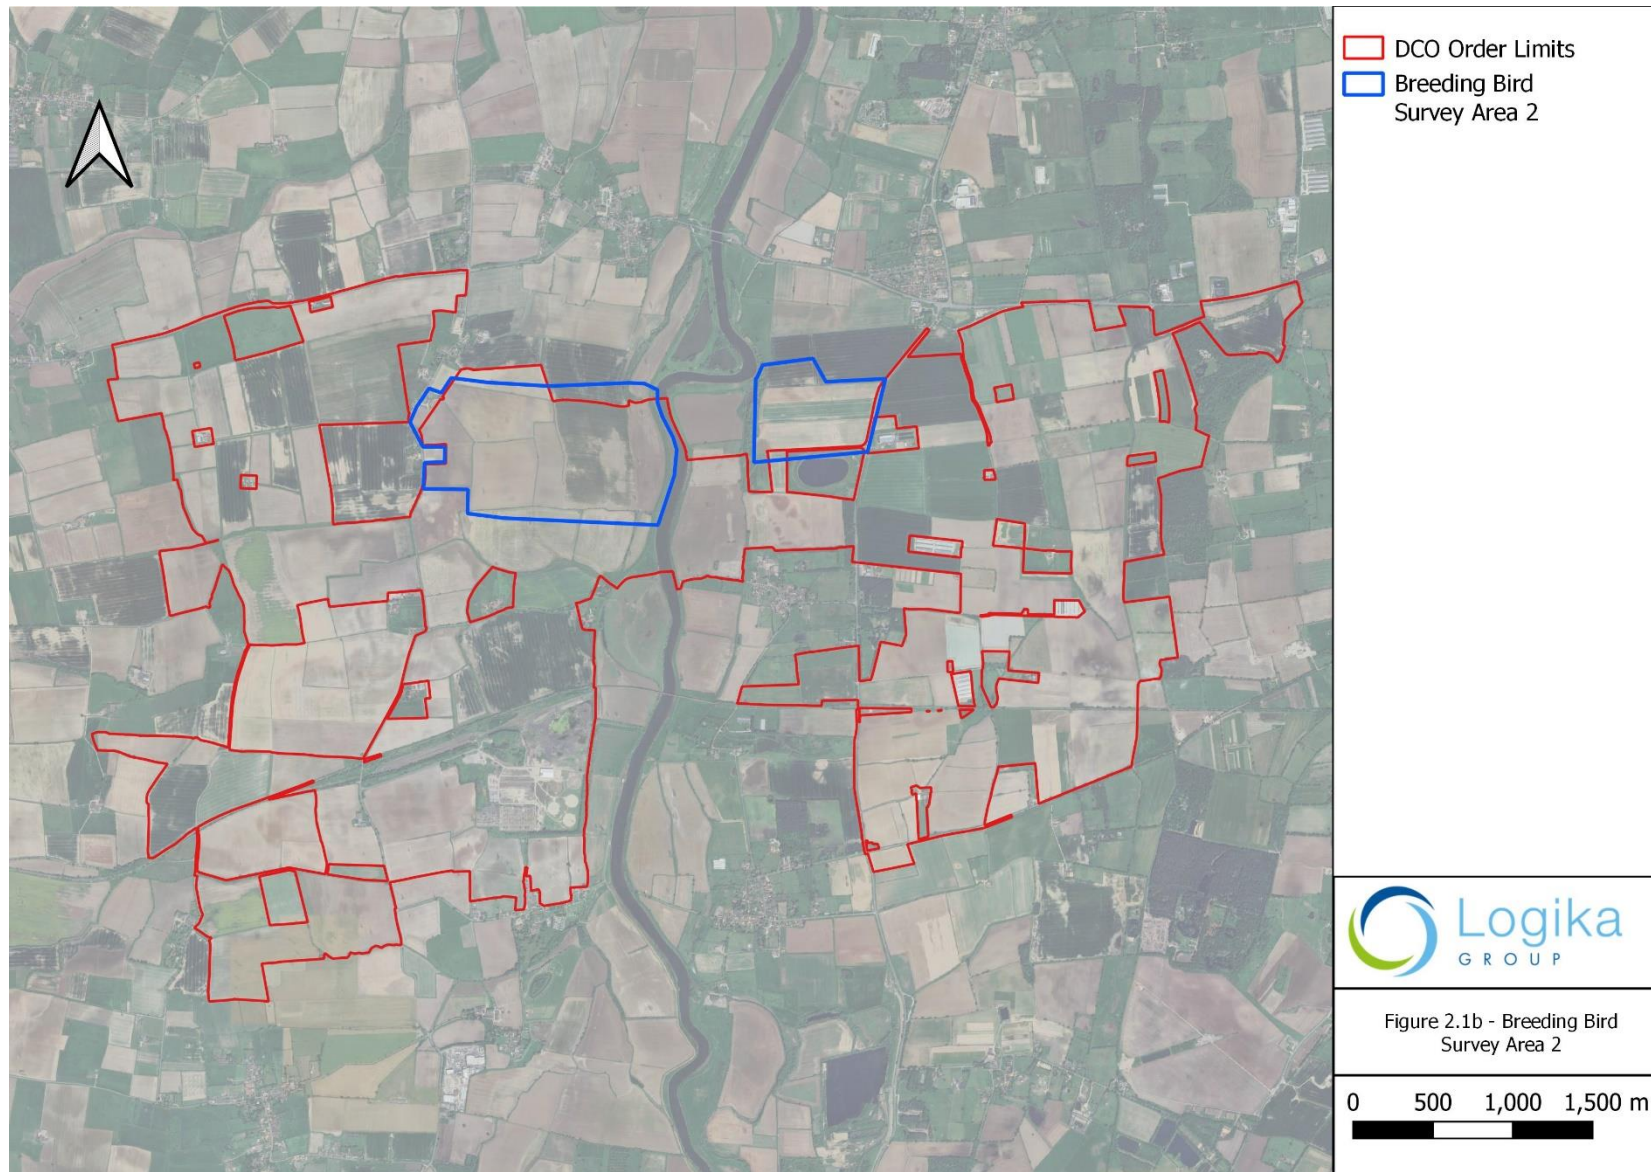 DCO Order Limits
Breeding Bird
Survey Area 2
Logika
GROUP
Figure 2.1b - Breeding Bird
Survey Area 2
0 500 1,000 1,500 m